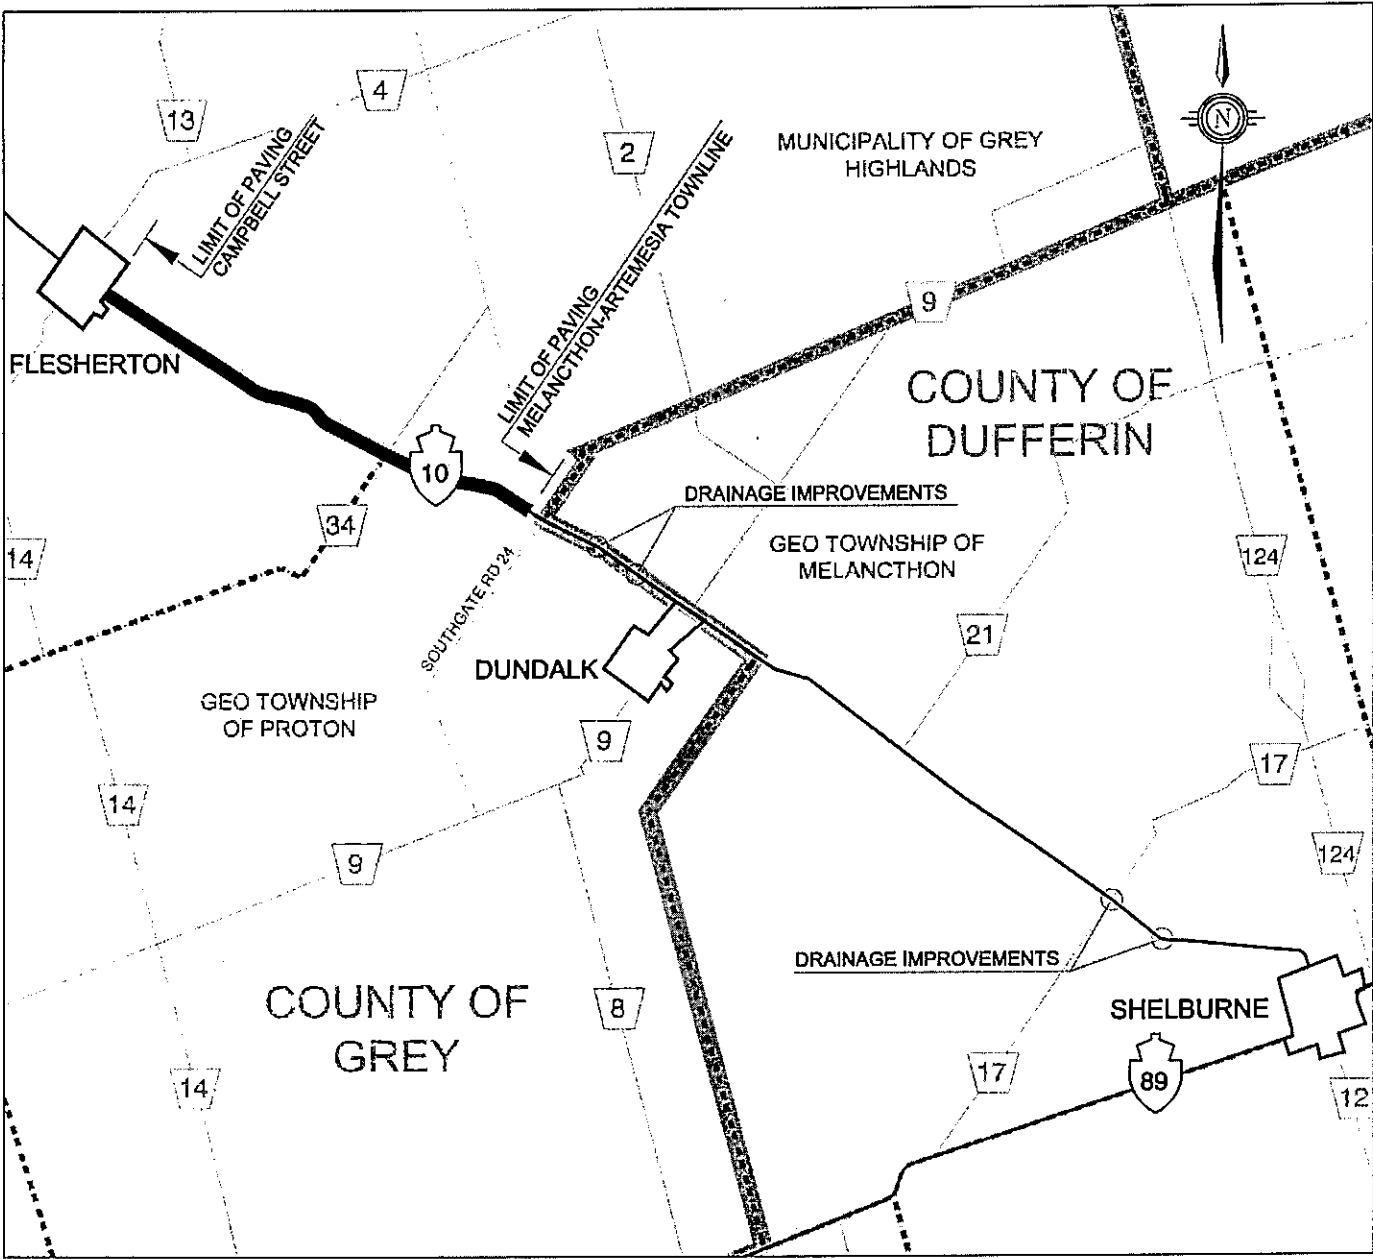 4
13
2
LIMIT OF PAVING
CAMPBELL STREET
LIMIT OF PAVING
MELANCTHON-ARTEMESIA TOWNLINE
MUNICIPALITY OF GREY
HIGHLANDS
N
9
FLESHERTON
COUNTY OF
DUFFERIN
10
DRAINAGE IMPROVEMENTS
34
14
SOUTHGATE RD 24
GEO TOWNSHIP OF
MELANCTHON
124
21
DUNDALK
GEO TOWNSHIP
OF PROTON
9
17
14
9
124
DRAINAGE IMPROVEMENTS
COUNTY OF
GREY
8
SHELBURNE
14
17
89
12